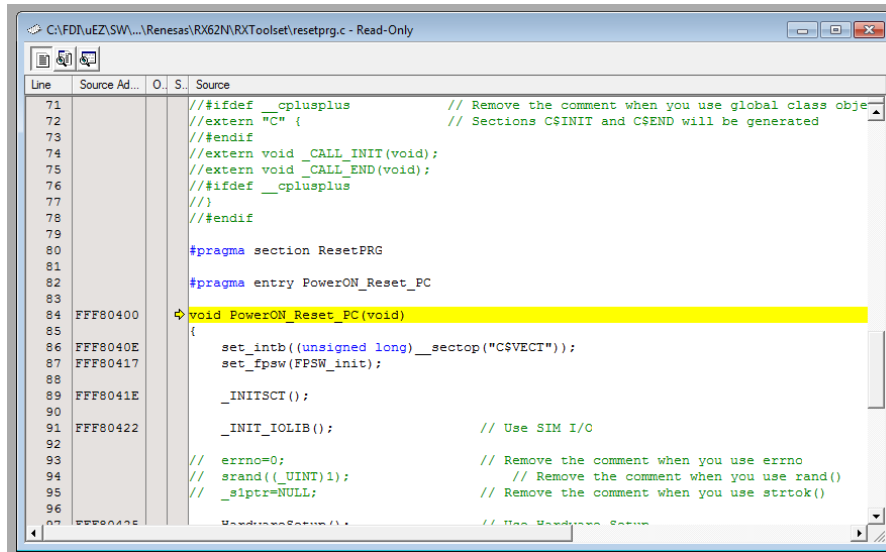 C:\FDI\uEZ\SW\...\Renesas\RX62N\RXToolset\resetprg.c - Read-Only
Line Source Ad... O.. S.. Source
71 //#ifdef __cplusplus // Remove the comment when you use global class obje
72 //extern "C" { // Sections C$INIT and C$END will be generated
73 //#endif
74 //extern void _CALL_INIT(void);
75 //extern void _CALL_END(void);
76 //#ifdef __cplusplus
77 //}
78 //#endif
79
80 #pragma section ResetPRG
81
82 #pragma entry PowerON_Reset_PC
83
84 FFF80400 void PowerON_Reset_PC(void)
85 {
86 FFF8040E set_intb((unsigned long)__sectop("C$VECT"));
87 FFF80417 set_fpsw(FPSW_init);
88
89 FFF8041E _INITSCT();
90
91 FFF80422 _INIT_IOLIB(); // Use SIM I/O
92
93 // errno=0; // Remove the comment when you use errno
94 // srand((_UINT)1); // Remove the comment when you use rand()
95 // _s1ptr=NULL; // Remove the comment when you use strtok()
96
97 HardwareSetup(); // Use Hardware Setup